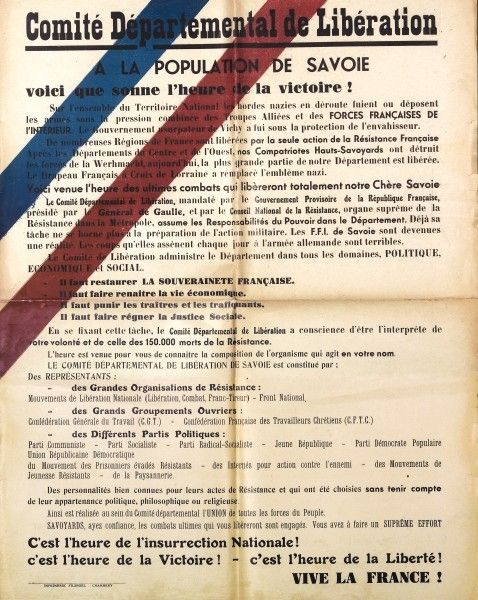 Comité Départemental de Libération
A LA POPULATION DE SAVOIE
voici que sonne l'heure de la victoire !
Sur l'ensemble du Territoire National les hordes nazies en déroute fuient ou déposent
les armes sous la pression continue des troupes Alliées et des FORCES FRANÇAISES DE
l'INTÉRIEUR. Le Gouvernement usurpateur de Vichy a fui sous la protection de l'envahisseur.
De nombreuses Régions de France sont libérées par la seule action de la Résistance Française
Après les Départements du Centre et de l'Ouest, nos Compatriotes Hauts-Savoyards ont détruit
les forces de la Werhmacht, aujourd'hui, la plus grande partie de notre Département est libérée.
Le Drapeau Français à Croix de Lorraine a remplacé l'emblème nazi.
Voici venue l'heure des ultimes combats qui libèreront totalement notre Chère Savoie
Le Comité Départemental de Libération, mandaté par le Gouvernement Provisoire de la République Française,
présidé par le Général de Gaulle, et par le Conseil National de la Résistance, organe suprême de la
Résistance dans la Métropole, assume les Responsabilités du Pouvoir dans le Département. Déjà sa
tâche ne se borne plus à la préparation de l'action militaire. Les F.F.I. de Savoie sont devenues
une réalité. Les coups qu'elles assènent chaque jour à l'armée allemande sont terribles.
Le Comité de Libération administre le Département dans tous les domaines, POLITIQUE,
ECONOMIQUE et SOCIAL.
- Il faut restaurer LA SOUVERAINETE FRANÇAISE.
- Il faut faire renaître la vie économique.
- Il faut punir les traîtres et les trafiquants.
- Il faut faire régner la Justice Sociale.
En se fixant cette tâche, le Comité Départemental de Libération a conscience d'être l'interprète de
votre volonté et de celle des 150.000 morts de la Résistance.
L'heure est venue pour vous de connaitre la composition de l'organisme qui agit en votre nom.
LE COMITÉ DÉPARTEMENTAL DE LIBÉRATION DE SAVOIE est constitué par :
Des REPRÉSENTANTS :
- des Grandes Organisations de Résistance :
Mouvements de Libération Nationale (Libération, Combat, Franc-Tireur) - Front National,
- des Grands Groupements Ouvriers :
Confédération Générale du Travail (C.G.T.) - Confédération Française des Travailleurs Chrétiens (C.F.T.C.)
- des Différents Partis Politiques :
Parti Communiste - Parti Socialiste - Parti Radical-Socialiste - Jeune République - Parti Démocrate Populaire
Union Républicaine Démocratique
du Mouvement des Prisonniers évadés Résistants - des Internés pour action contre l'ennemi - des Mouvements de
Jeunesse Résistants - de la Paysannerie.
Des personnalités bien connues pour leurs actes de Résistance et qui ont été choisies sans tenir compte
de leur appartenance politique, philosophique ou religieuse.
Ainsi est réalisée au sein du Comité départemental l'UNION de toutes les forces du Peuple.
SAVOYARDS, ayez confiance, les combats ultimes qui vous libéreront sont engagés. Vous avez à faire un SUPRÊME EFFORT
C'est l'heure de l'insurrection Nationale !
c'est l'heure de la Victoire ! - c'est l'heure de la Liberté !
VIVE LA FRANCE !
IMPRIMERIE CHAMBERY